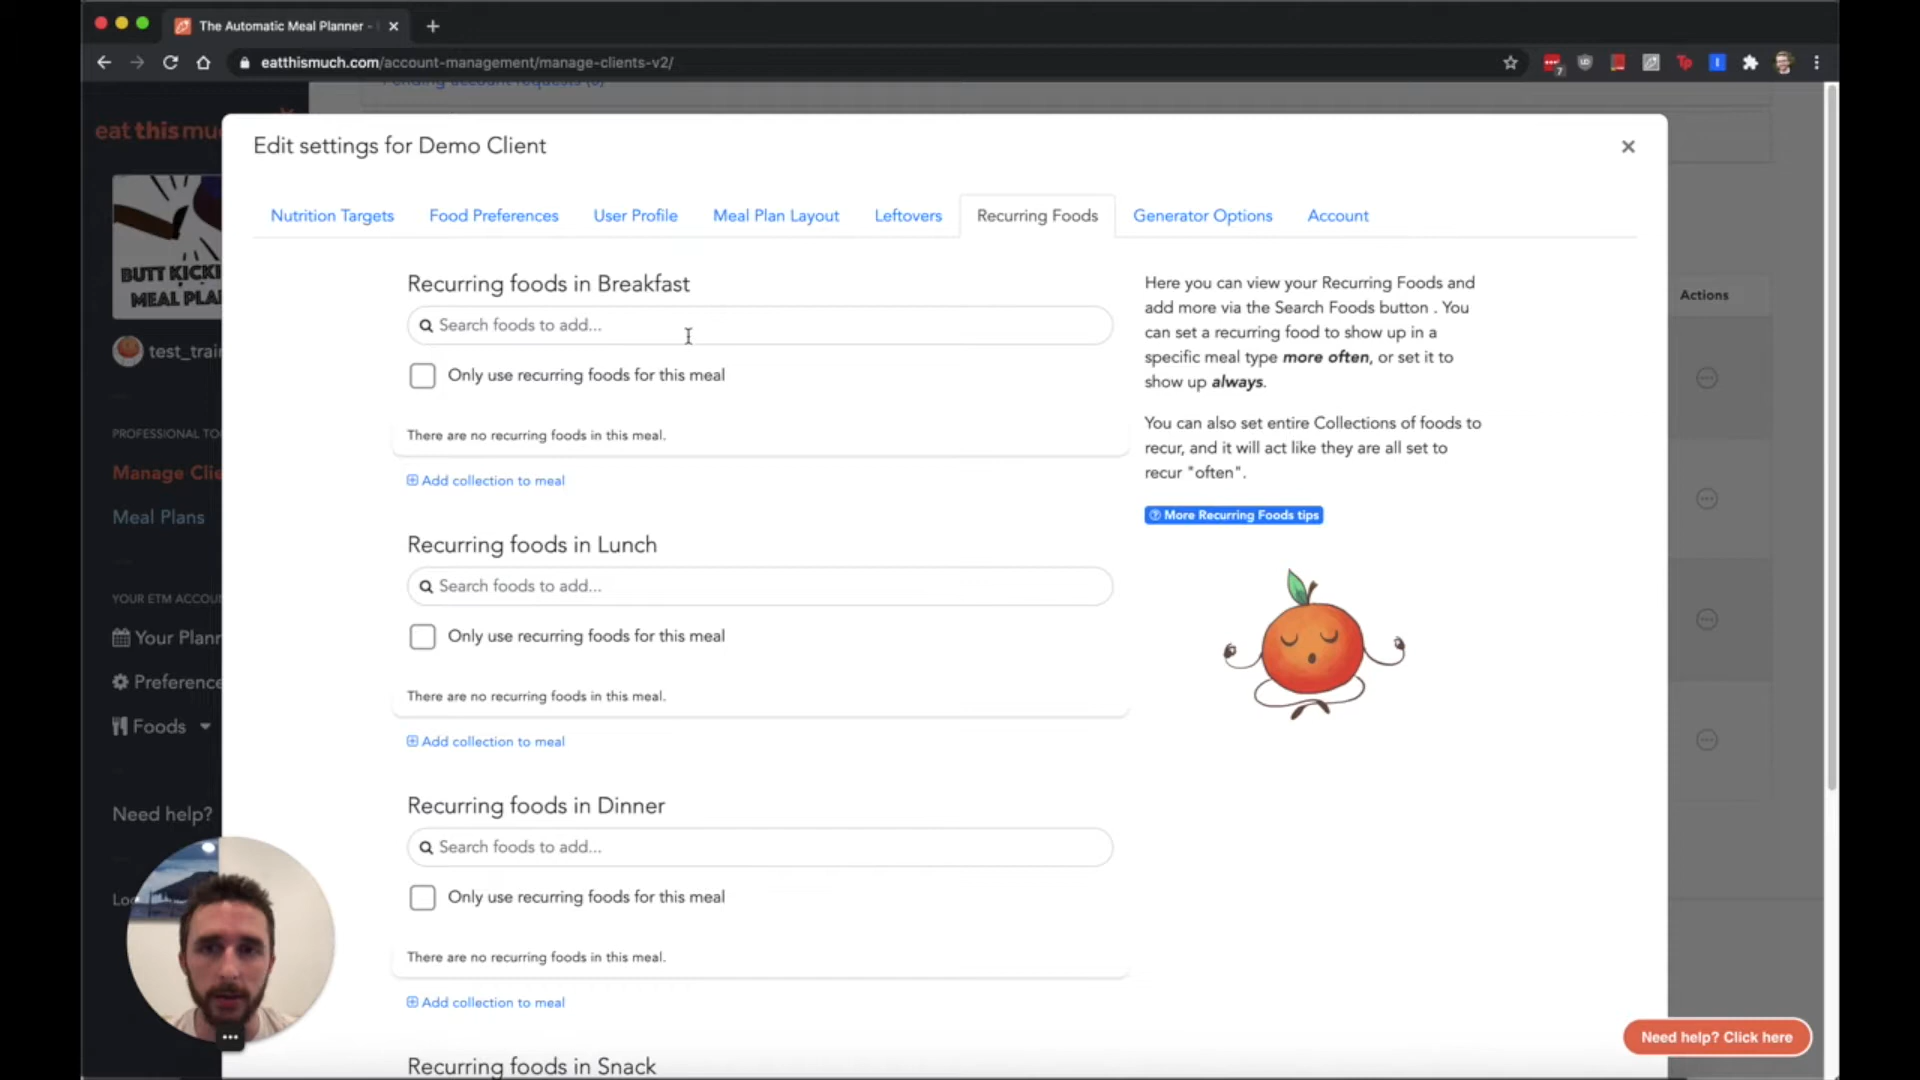 The Automatic Meal Planner -
eatthismuch.com/account-management/manage-clients-v2/
7
Pending account requests (0)
eat this mu
Edit settings for Demo Client
Nutrition Targets
Food Preferences
User Profile
Meal Plan Layout
Leftovers
Recurring Foods
Generator Options
Account
BUTT KICKI
MEAL PLA
test_trai
PROFESSIONAL TO
Manage Clie
Meal Plans
YOUR ETM ACCOU
Your Plann
Preference
Foods
Need help?
Recurring foods in Breakfast
Search foods to add...
Only use recurring foods for this meal
There are no recurring foods in this meal.
Add collection to meal
Recurring foods in Lunch
Search foods to add...
Only use recurring foods for this meal
There are no recurring foods in this meal.
Add collection to meal
Recurring foods in Dinner
Search foods to add...
Only use recurring foods for this meal
There are no recurring foods in this meal.
Add collection to meal
Recurring foods in Snack
Here you can view your Recurring Foods and
add more via the Search Foods button . You
can set a recurring food to show up in a
specific meal type more often, or set it to
show up always.
You can also set entire Collections of foods to
recur, and it will act like they are all set to
recur "often".
More Recurring Foods tips
Actions
Need help? Click here